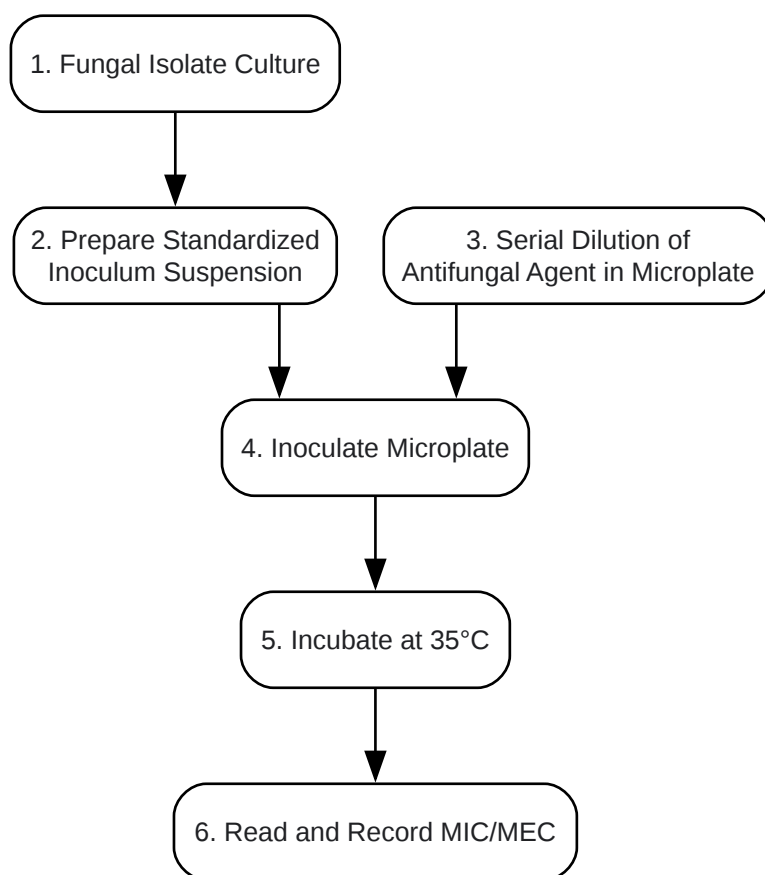 1. Fungal Isolate Culture
2. Prepare Standardized
Inoculum Suspension
3. Serial Dilution of
Antifungal Agent in Microplate
4. Inoculate Microplate
5. Incubate at 35°C
6. Read and Record MIC/MEC